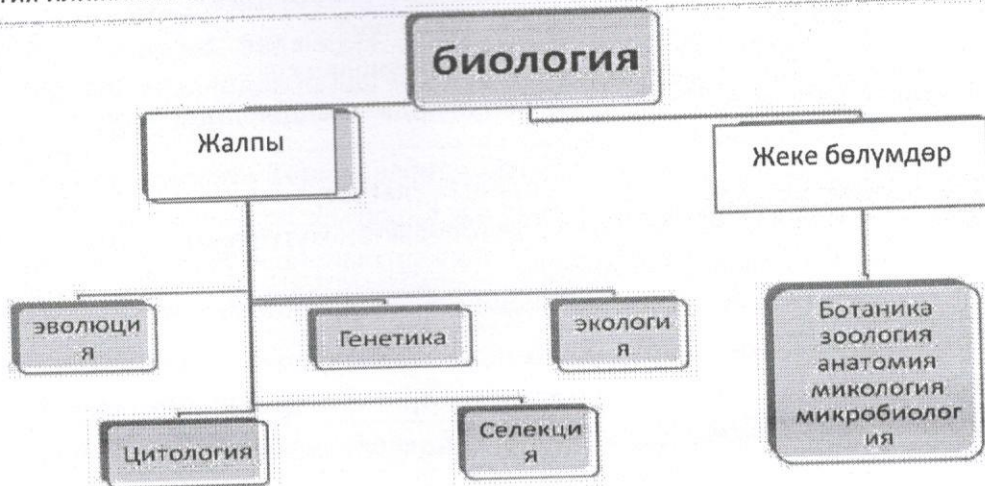 биология
Жалпы
Жеке бөлүмдөр
эволюци
я
Генетика
экологи
я
Ботаника
зоология
анатомия
микология
микробиолог
ия
Цитология
Селекци
я